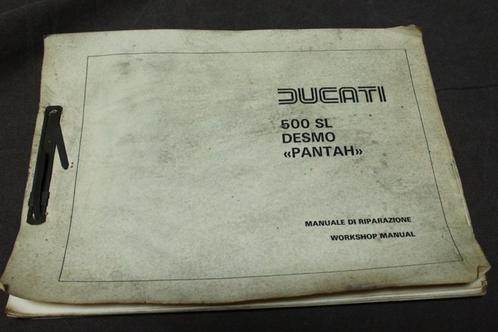 DUCATI
500 SL
DESMO
«PANTAH»
MANUALE DI RIPARAZIONE
WORKSHOP MANUAL